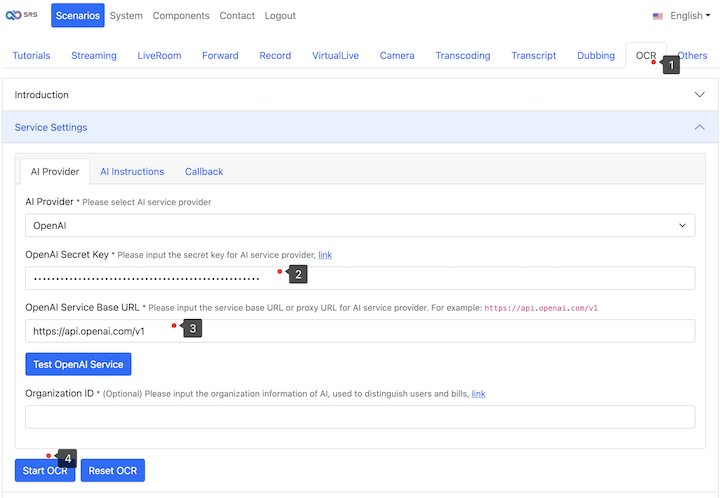 SRS Scenarios System Components Contact Logout English
Tutorials Streaming LiveRoom Forward Record VirtualLive Camera Transcoding Transcript Dubbing OCR Others
1
Introduction
Service Settings
AI Provider AI Instructions Callback
AI Provider * Please select AI service provider
OpenAI
OpenAI Secret Key * Please input the secret key for AI service provider, link
2
OpenAI Service Base URL * Please input the service base URL or proxy URL for AI service provider. For example: https://api.openai.com/v1
https://api.openai.com/v1
3
Test OpenAI Service
Organization ID * (Optional) Please input the organization information of AI, used to distinguish users and bills, link
4
Start OCR Reset OCR